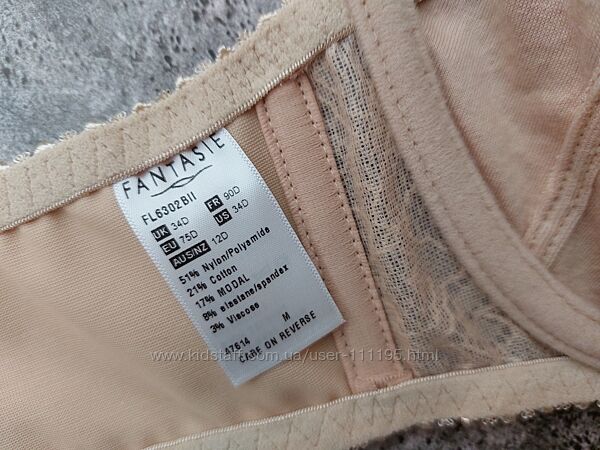 FANTASIE
FL6302BII
UK 34D FR 90D
EU 75D US 34D
AUS/NZ 12D
51% Nylon/Polyamide
21% Cotton
17% MODAL
8% elastane/spandex
3% Viscose
47614 M
CARE ON REVERSE
www.kidstaff.com.ua/user-111195.html